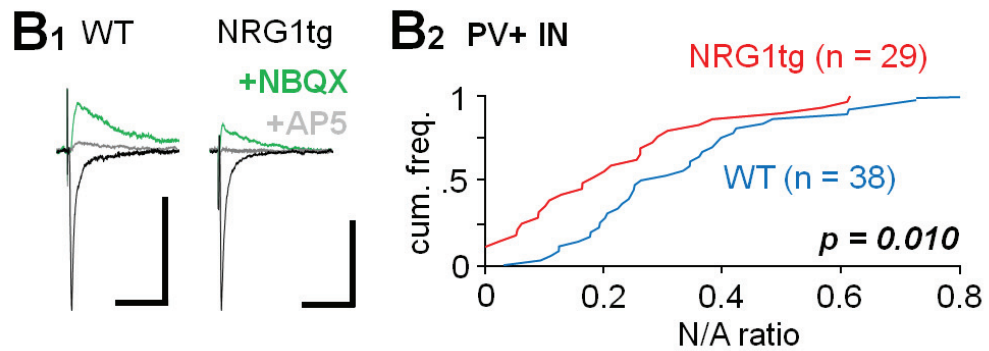 B1 WT
NRG1tg
+NBQX
+AP5
B2 PV+ IN
NRG1tg (n = 29)
WT (n = 38)
p = 0.010
cum. freq.
1
.5
0
0 0.2 0.4 0.6 0.8
N/A ratio